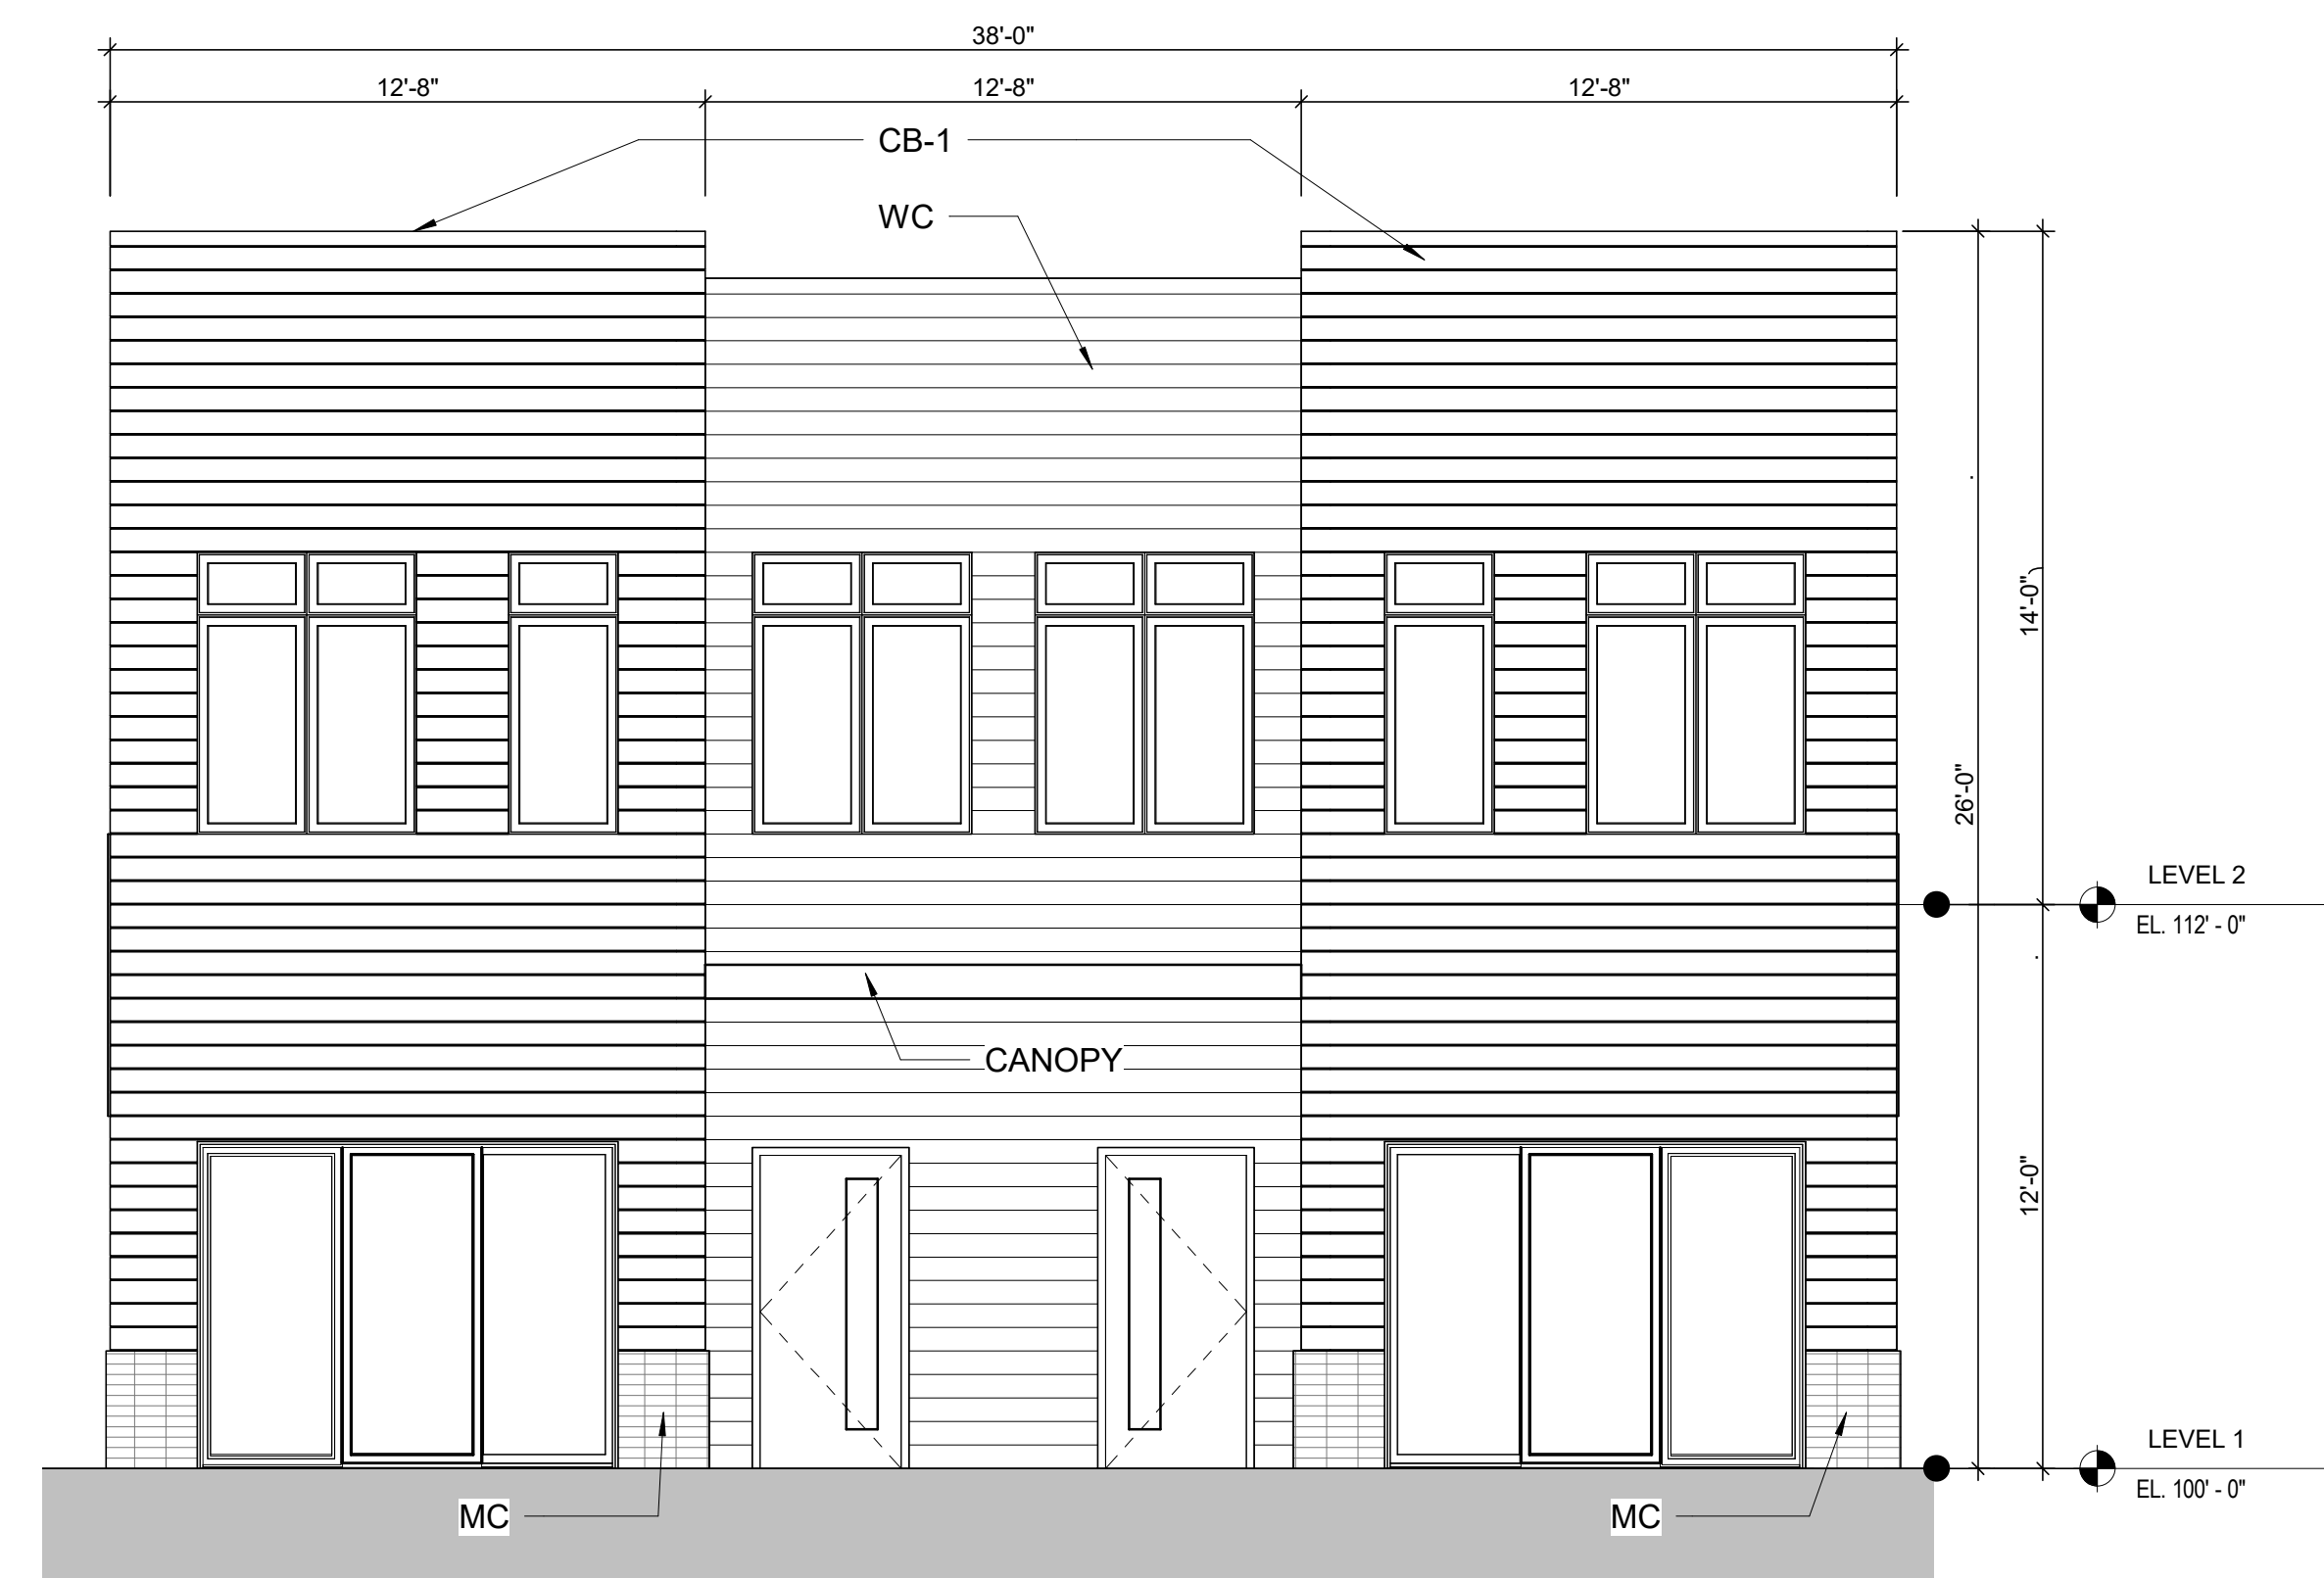 38'-0"
12'-8"
12'-8"
12'-8"
CB-1
WC
14'-0"
26'-0"
LEVEL 2
EL. 112' - 0"
CANOPY
12'-0"
LEVEL 1
EL. 100' - 0"
MC
MC